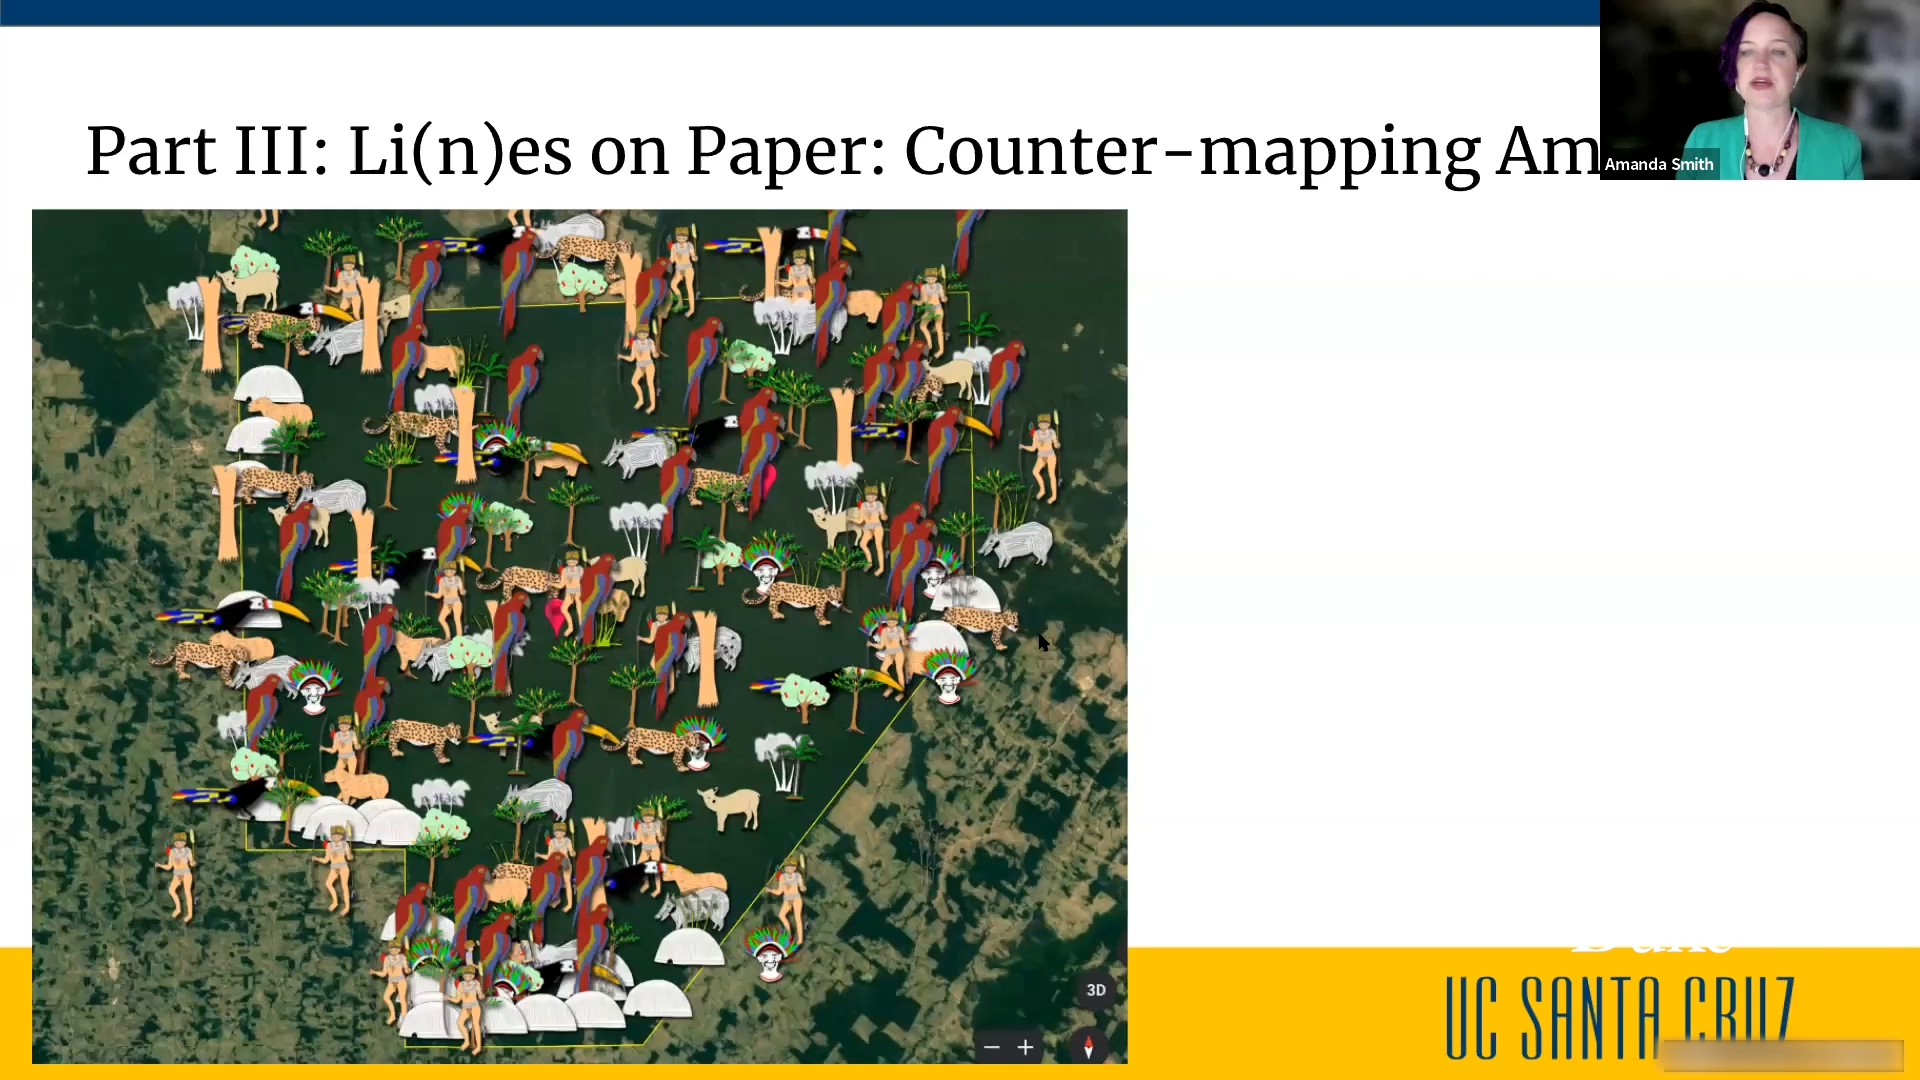 Part III: Li(n)es on Paper: Counter-mapping Am
Amanda Smith
3D
UC SANTA CRUZ